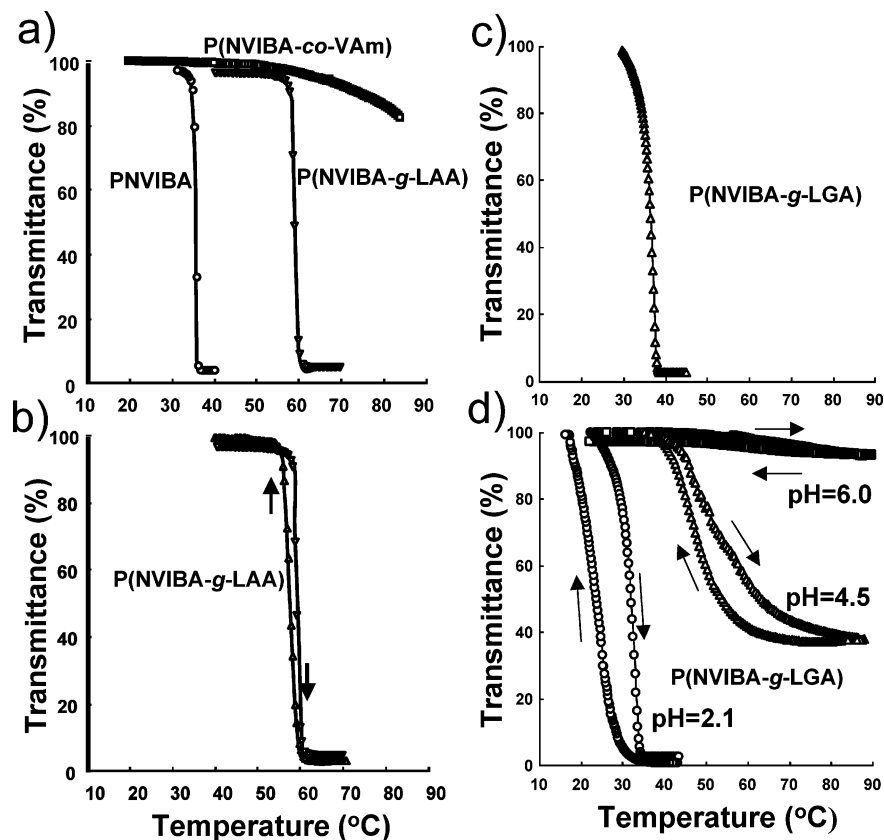 a)
P(NVIBA-co-VAm)
PNVIBA
P(NVIBA-g-LAA)
Transmittance (%)
100
80
60
40
20
0
10 20 30 40 50 60 70 80 90
b)
P(NVIBA-g-LAA)
Transmittance (%)
100
80
60
40
20
0
10 20 30 40 50 60 70 80 90
Temperature (°C)
c)
P(NVIBA-g-LGA)
Transmittance (%)
100
80
60
40
20
0
10 20 30 40 50 60 70 80 90
d)
pH=6.0
pH=4.5
P(NVIBA-g-LGA)
pH=2.1
Transmittance (%)
100
80
60
40
20
0
10 20 30 40 50 60 70 80 90
Temperature (°C)